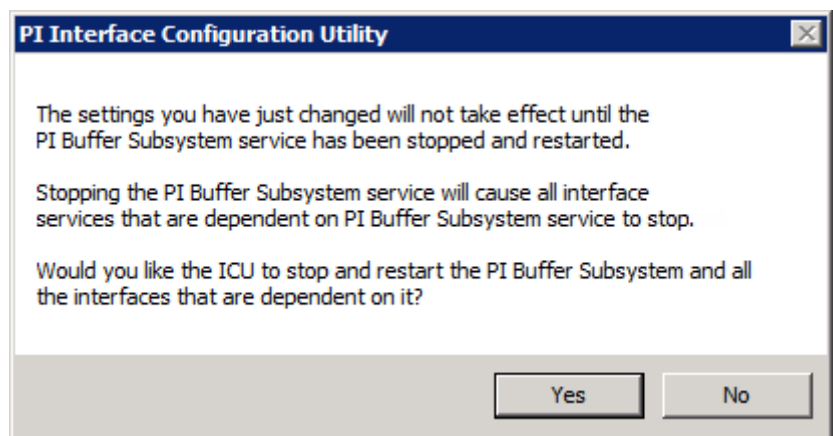 PI Interface Configuration Utility
The settings you have just changed will not take effect until the
PI Buffer Subsystem service has been stopped and restarted.
Stopping the PI Buffer Subsystem service will cause all interface
services that are dependent on PI Buffer Subsystem service to stop.
Would you like the ICU to stop and restart the PI Buffer Subsystem and all
the interfaces that are dependent on it?
Yes No